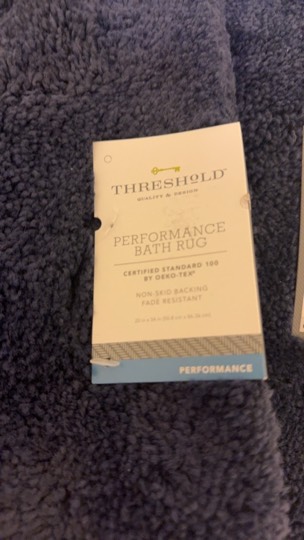 THRESHOLD
QUALITY & DESIGN
PERFORMANCE
BATH RUG
CERTIFIED STANDARD 100
BY OEKO-TEX®
NON-SKID BACKING
FADE RESISTANT
PERFORMANCE